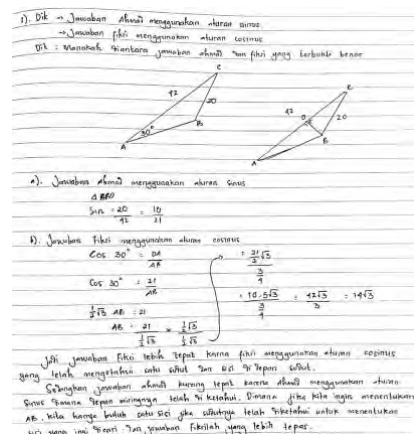 1). Dik → Jawaban Ahmad menggunakan aturan sinus
→ Jawaban fikri menggunakan aturan cosinus
Dit : Manakah diantara jawaban ahmad dan fikri yang terbukti benar
C
42
20
30°
A
B
C
42
D
20
A
B
a). Jawaban ahmad menggunakan aturan sinus
Sin = 20/42 = 10/21
b). Jawaban Fikri menggunakan aturan cosinus
Cos 30° = DA/AB
Cos 30° = 21/AB
1/2 √3 AB = 21
AB = 21 / 1/2 √3 × 1/2 √3 / 1/2 √3
= 21/2 √3 / 3/4
= 10.5√3 / 3/4 = 42√3 / 3 = 14√3
Jadi jawaban Fikri lebih tepat karna fikri menggunakan aturan cosinus
yang telah mengetahui satu sudut dan sisi di depan sudut.
Sedangkan jawaban ahmad kurang tepat karena ahmad menggunakan aturan
Sinus dimana depan miringnya telah diketahui. Dimana jika kita ingin menentukan
AB, kita hanya butuh satu sisi jika sudutnya telah diketahui untuk menentukan
sisi yang ingin dicari. Dan jawaban fikrilah yang lebih tepat.